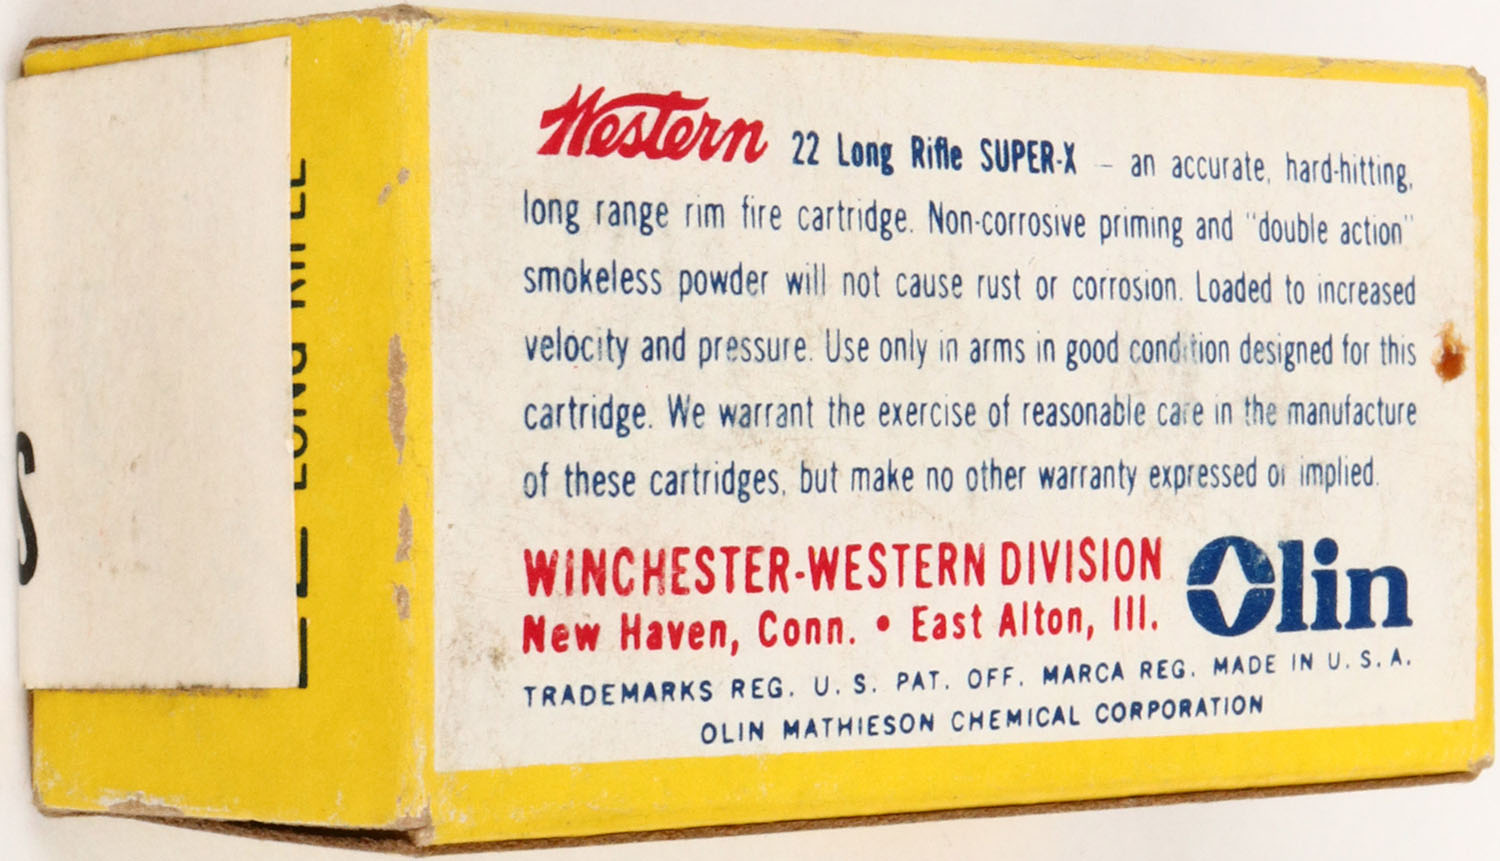 Western 22 Long Rifle SUPER-X — an accurate, hard-hitting,
long range rim fire cartridge. Non-corrosive priming and "double action"
smokeless powder will not cause rust or corrosion. Loaded to increased
velocity and pressure. Use only in arms in good condition designed for this
cartridge. We warrant the exercise of reasonable care in the manufacture
of these cartridges, but make no other warranty expressed or implied.
WINCHESTER-WESTERN DIVISION
New Haven, Conn. • East Alton, Ill.
Olin
TRADEMARKS REG. U. S. PAT. OFF. MARCA REG. MADE IN U. S. A.
OLIN MATHIESON CHEMICAL CORPORATION
22 LONG RIFLE
S